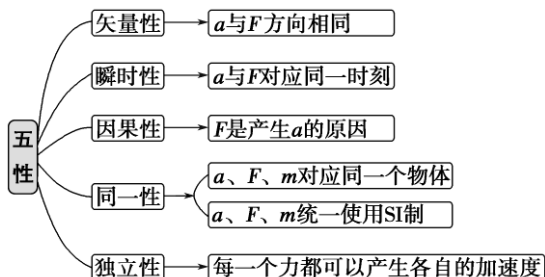 五性
矢量性
a与F方向相同
瞬时性
a与F对应同一时刻
因果性
F是产生a的原因
同一性
a、F、m对应同一个物体
a、F、m统一使用SI制
独立性
每一个力都可以产生各自的加速度